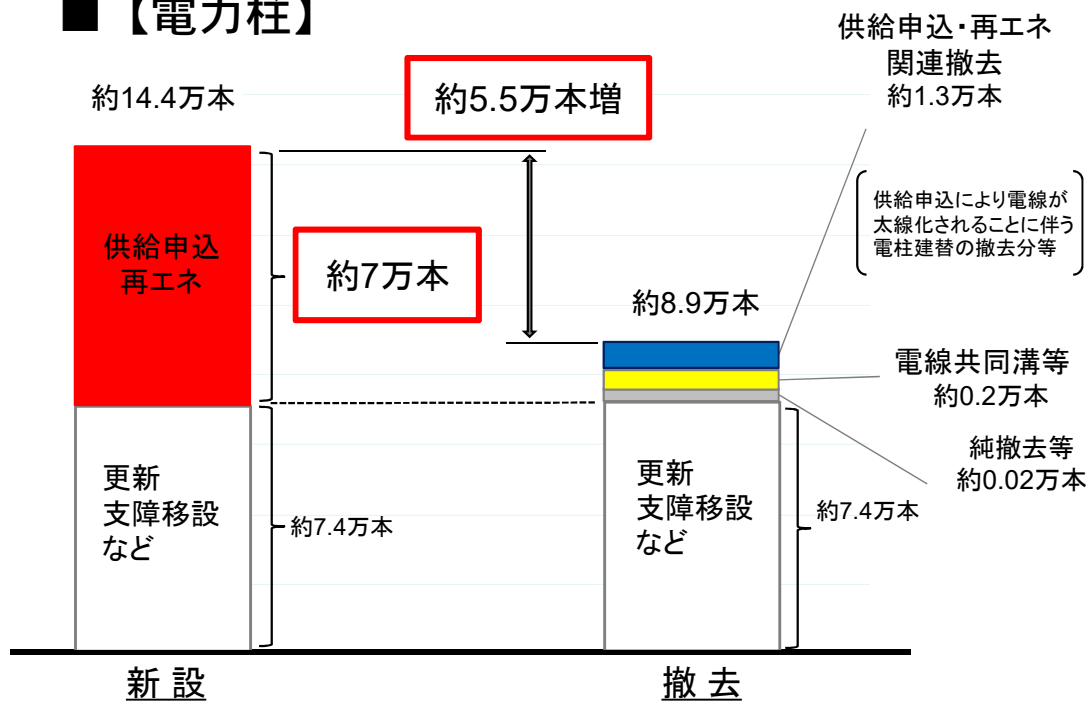 ■【電力柱】
約14.4万本
約5.5万本増
供給申込・再エネ
関連撤去
約1.3万本
供給申込により電線が
太線化されることに伴う
電柱建替の撤去分等
供給申込
再エネ
約7万本
約8.9万本
電線共同溝等
約0.2万本
純撤去等
約0.02万本
更新
支障移設
など
約7.4万本
更新
支障移設
など
約7.4万本
新 設
撤 去